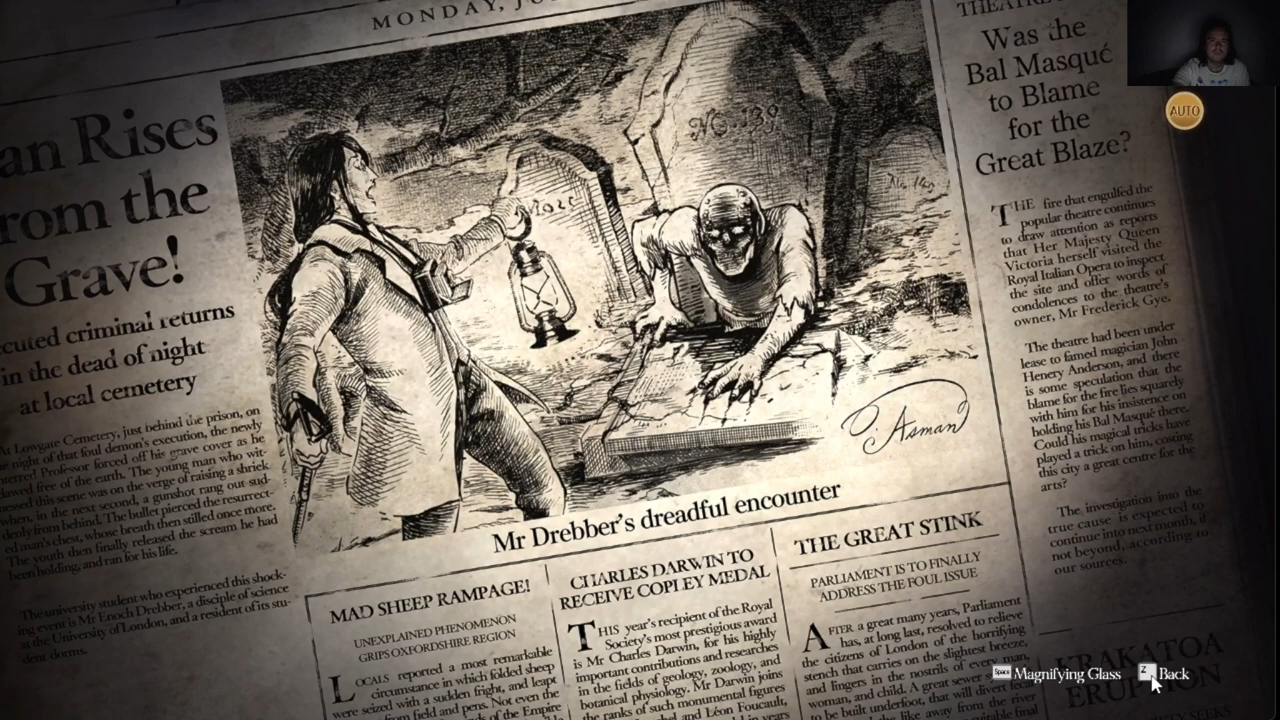 MONDAY,
an Rises
rom the
Grave!
cuted criminal returns
in the dead of night
at local cemetery
At Lowgate Cemetery, just behind the prison, on
night of that foul demon's execution, the newly
interred Professor forced off his grave cover as he
clawed free of the earth. The young man who wit-
nessed this scene was on the verge of raising a shriek
when, in the next second, a gunshot rang out sud-
denly from behind. The bullet pierced the resurrect-
ed man's chest, whose breath then stilled once more.
The youth then finally released the scream he had
been holding, and ran for his life.
The university student who experienced this shock-
ing event is Mr Enoch Drebber, a disciple of science
at the University of London, and a resident of its stu-
dent dorms.
O. Asman
Mr Drebber's dreadful encounter
MAD SHEEP RAMPAGE!
UNEXPLAINED PHENOMENON
GRIPS OXFORDSHIRE REGION
LOCALS reported a most remarkable
circumstance in which folded sheep
were seized with a sudden fright, and leapt
from field and pens. Not even the
of the Empire
CHARLES DARWIN TO
RECEIVE COPLEY MEDAL
THIS year's recipient of the Royal
Society's most prestigious award
is Mr Charles Darwin, for his highly
important contributions and researches
in the fields of geology, zoology, and
botanical physiology. Mr Darwin joins
the ranks of such monumental figures
and Léon Foucault,
THE GREAT STINK
PARLIAMENT IS TO FINALLY
ADDRESS THE FOUL ISSUE
AFTER a great many years, Parliament
has, at long last, resolved to relieve
the citizens of London of the horrifying
stench that carries on the slightest breeze,
and lingers in the nostrils of every man,
woman, and child. A great sewer
to be built underfoot, that will divert
like away from the river
Was the
Bal Masqué
to Blame
for the
Great Blaze?
THE fire that engulfed the
popular theatre continues
to draw attention as reports
that Her Majesty Queen
Victoria herself visited the
Royal Italian Opera to inspect
the site and offer words of
condolences to the theatre's
owner, Mr Frederick Gye.
The theatre had been under
lease to famed magician John
Henery Anderson, and there
is some speculation that the
blame for the fire lies squarely
with him for his insistence on
holding his Bal Masqué there.
Could his magical tricks have
played a trick on him, costing
this city a great centre for the
arts?
The investigation into the
true cause is expected to
continue into next month, if
not beyond, according to
our sources.
KRAKATOA
ERUPTION
AUTO
Space Magnifying Glass
Z Back